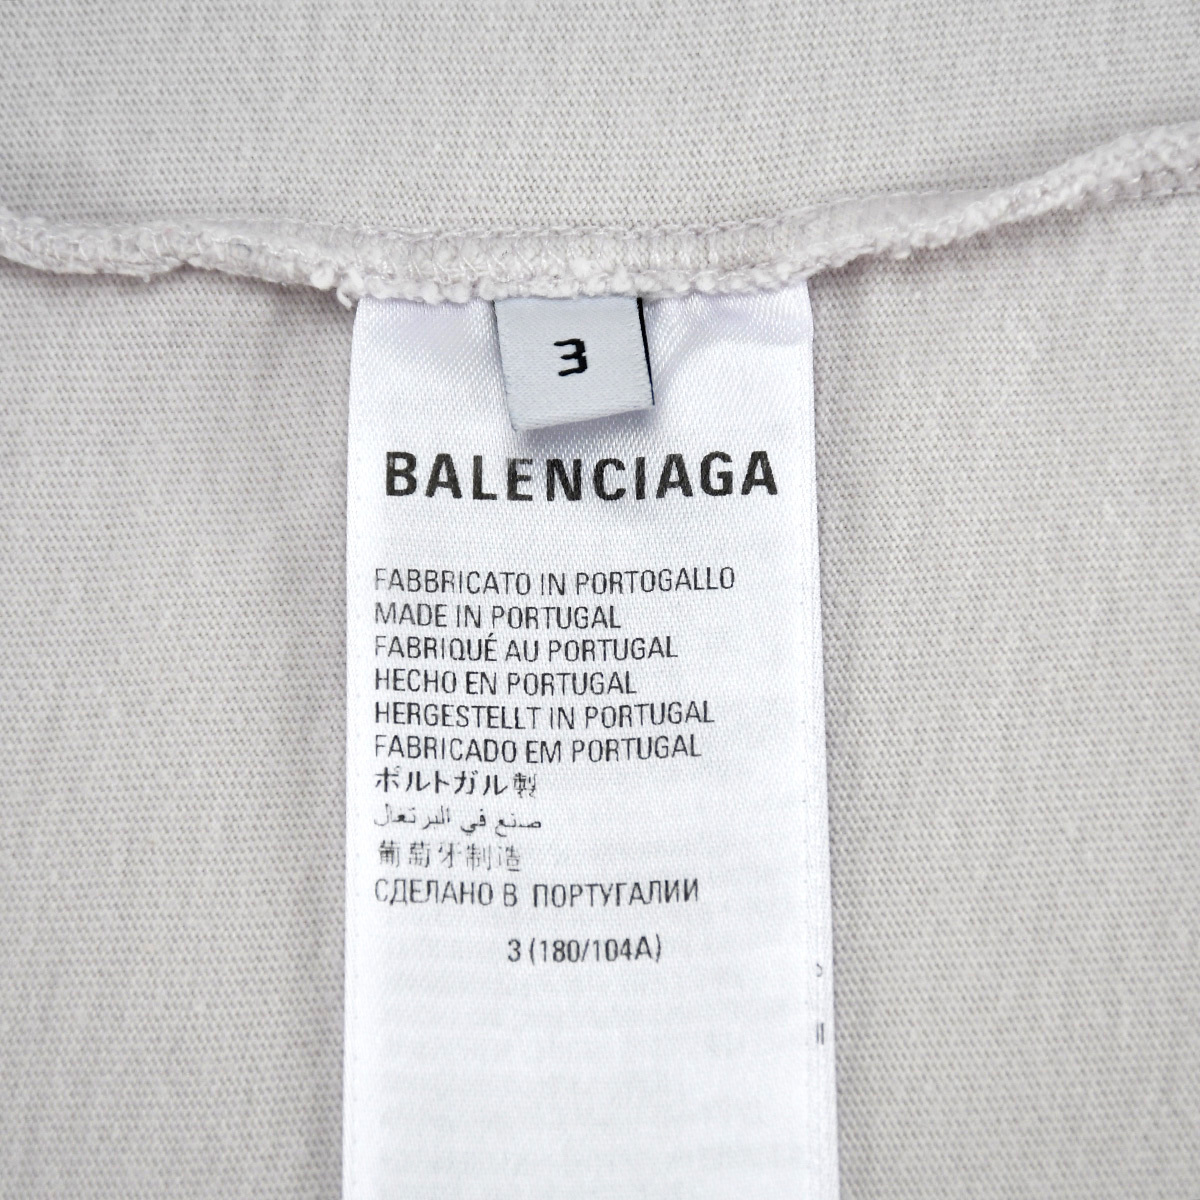 3
BALENCIAGA
FABBRICATO IN PORTOGALLO
MADE IN PORTUGAL
FABRIQUÉ AU PORTUGAL
HECHO EN PORTUGAL
HERGESTELLT IN PORTUGAL
FABRICADO EM PORTUGAL
ポルトガル製
صنع في البرتغال
葡萄牙制造
СДЕЛАНО В ПОРТУГАЛИИ
3 (180/104A)